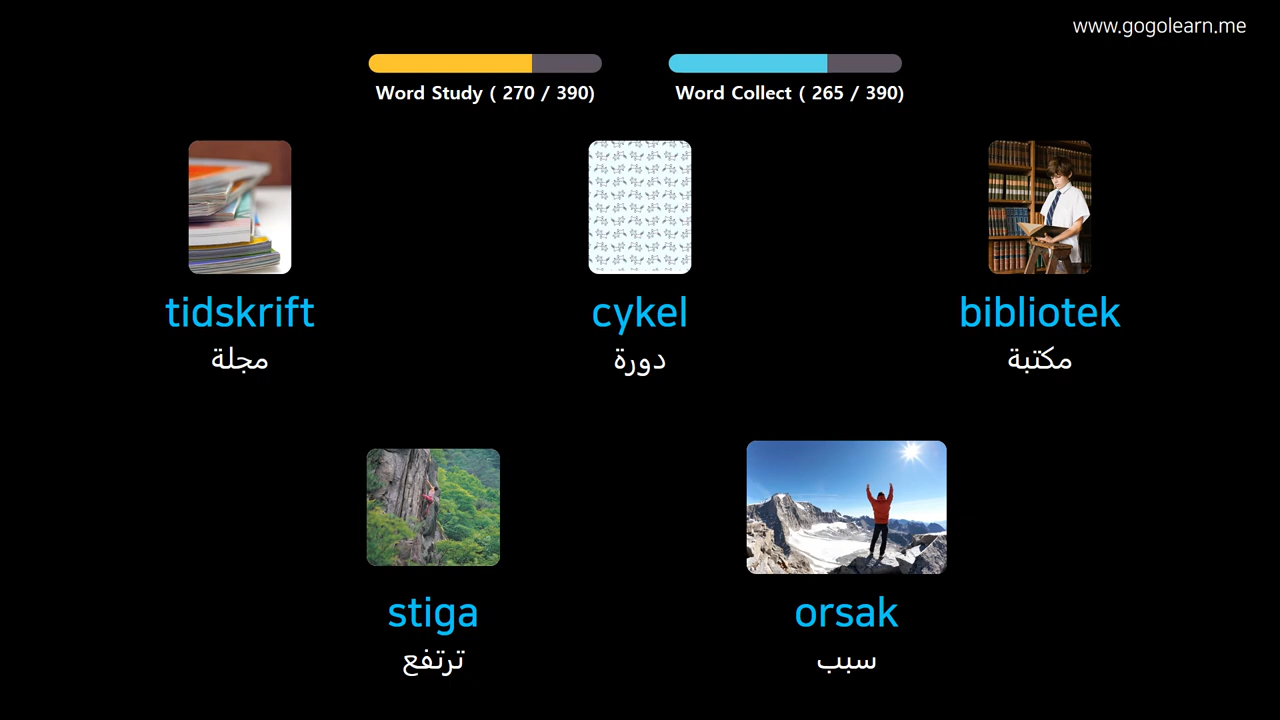 www.gogolearn.me
Word Study ( 270 / 390)
Word Collect ( 265 / 390)
tidskrift
مجلة
cykel
دورة
bibliotek
مكتبة
stiga
ترتفع
orsak
سبب